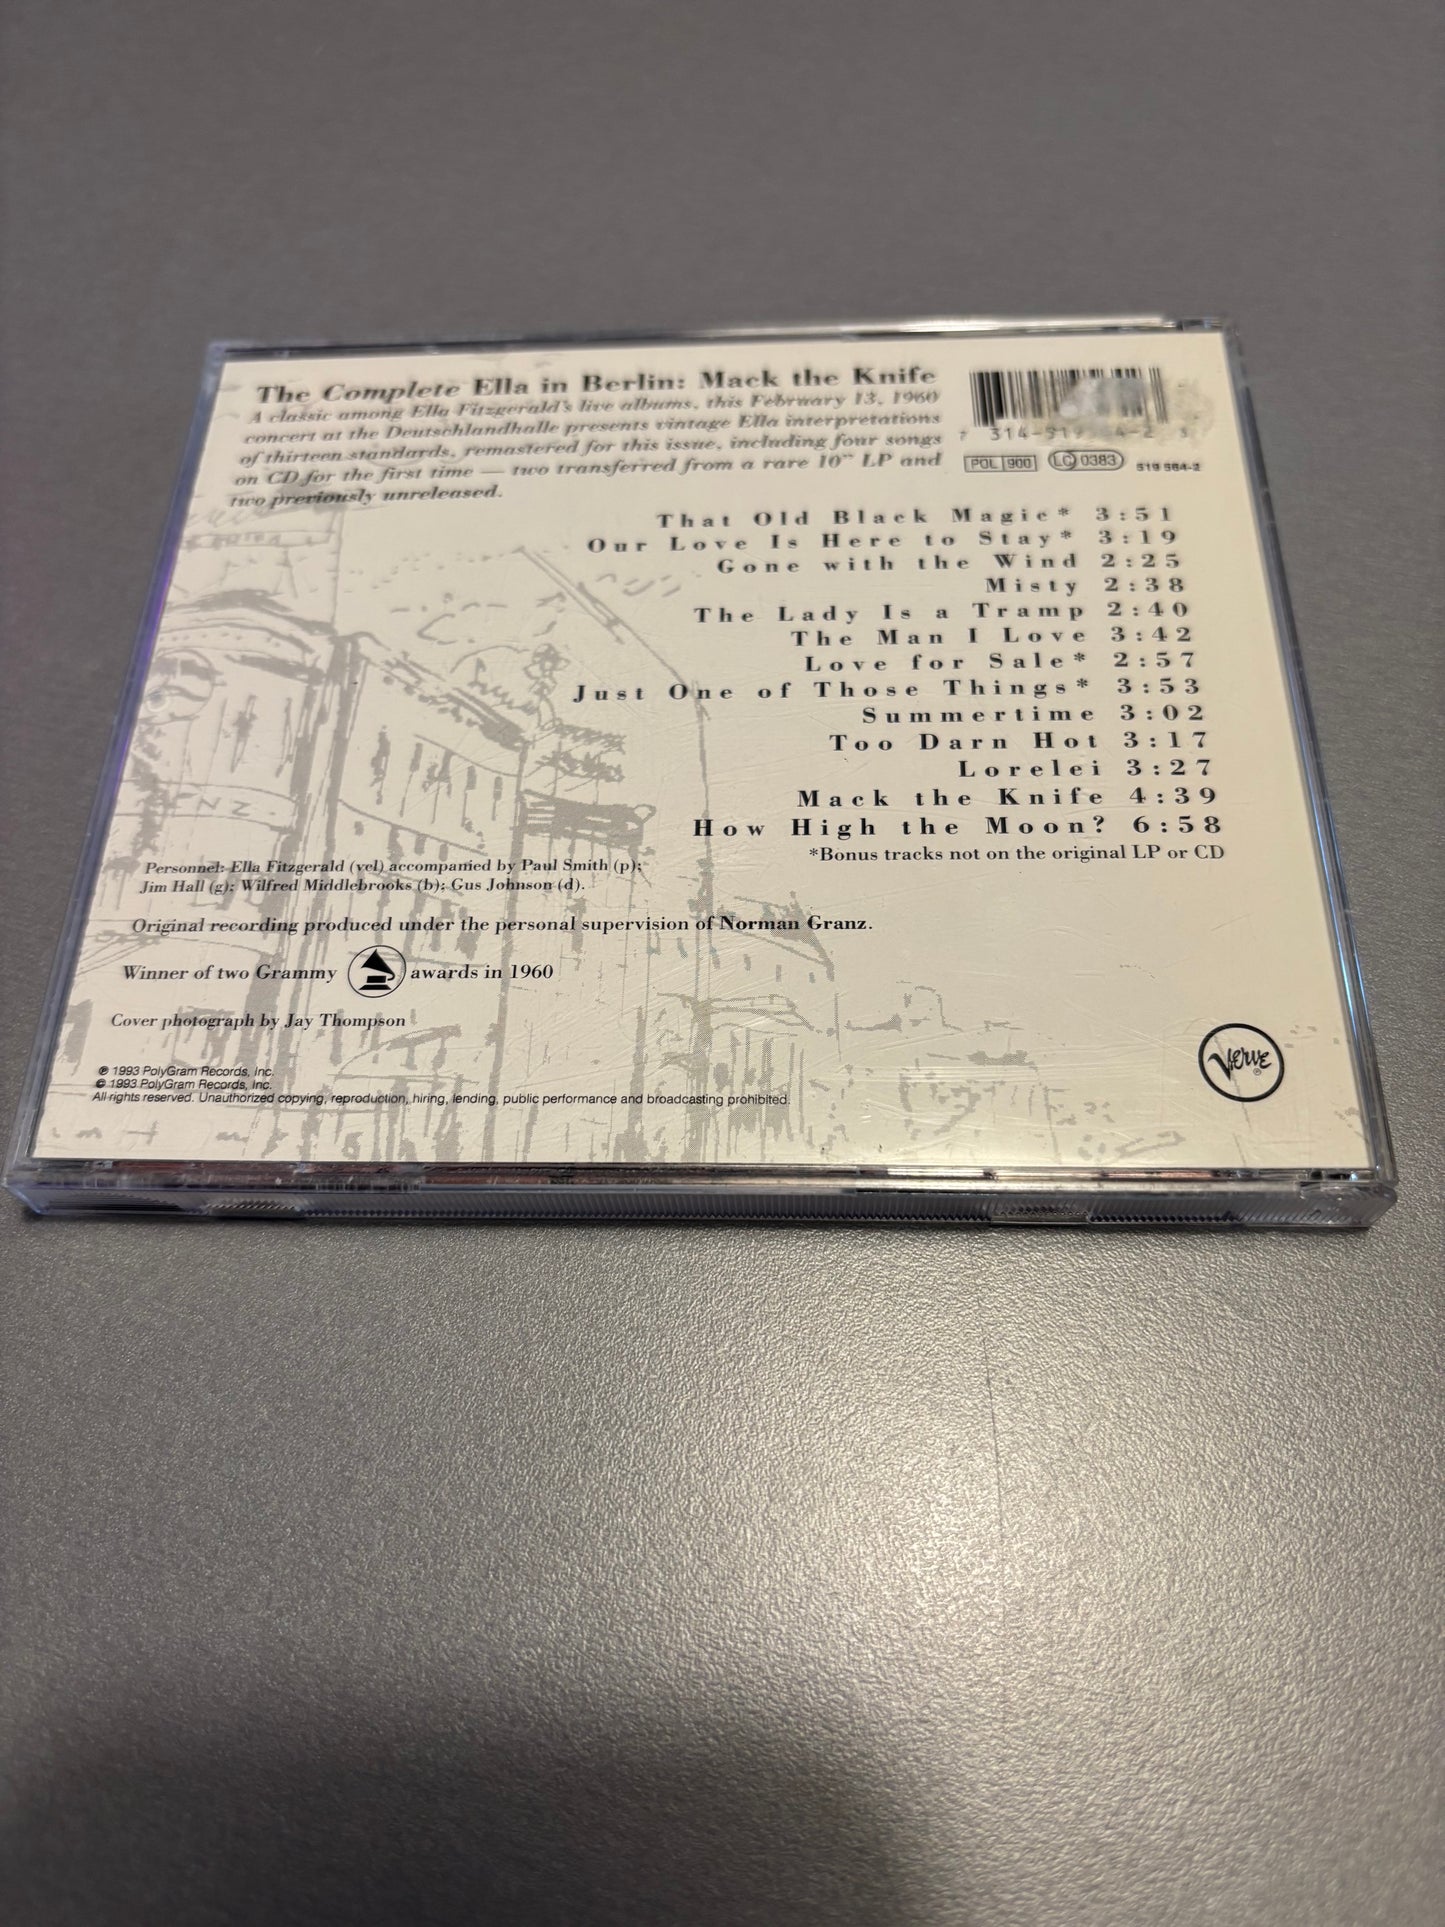 The Complete Ella in Berlin: Mack the Knife
A classic among Ella Fitzgerald's live albums, this February 13, 1960
concert at the Deutschlandhalle presents vintage Ella interpretations
of thirteen standards, remastered for this issue, including four songs
on CD for the first time — two transferred from a rare 10" LP and
two previously unreleased.
7 314-519 4-2
POL 900 LC 0383 519 564-2
That Old Black Magic* 3:51
Our Love Is Here to Stay* 3:19
Gone with the Wind 2:25
Misty 2:38
The Lady Is a Tramp 2:40
The Man I Love 3:42
Love for Sale* 2:57
Just One of Those Things* 3:53
Summertime 3:02
Too Darn Hot 3:17
Lorelei 3:27
Mack the Knife 4:39
How High the Moon? 6:58
*Bonus tracks not on the original LP or CD
Personnel: Ella Fitzgerald (vcl) accompanied by Paul Smith (p);
Jim Hall (g); Wilfred Middlebrooks (b); Gus Johnson (d).
Original recording produced under the personal supervision of Norman Granz.
Winner of two Grammy awards in 1960
Cover photograph by Jay Thompson
℗ 1993 PolyGram Records, Inc.
© 1993 PolyGram Records, Inc.
All rights reserved. Unauthorized copying, reproduction, hiring, lending, public performance and broadcasting prohibited.
Verve®